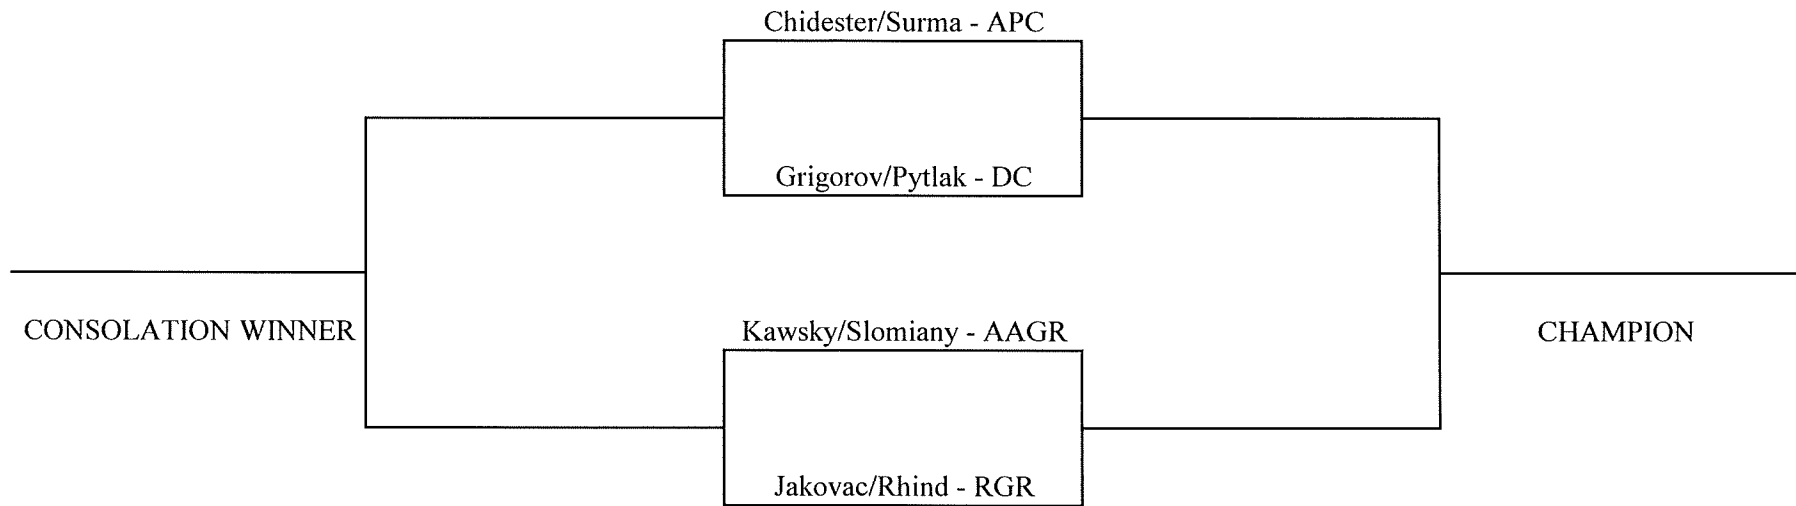 Chidester/Surma - APC
Grigorov/Pytlak - DC
CONSOLATION WINNER
Kawsky/Slomiany - AAGR
CHAMPION
Jakovac/Rhind - RGR